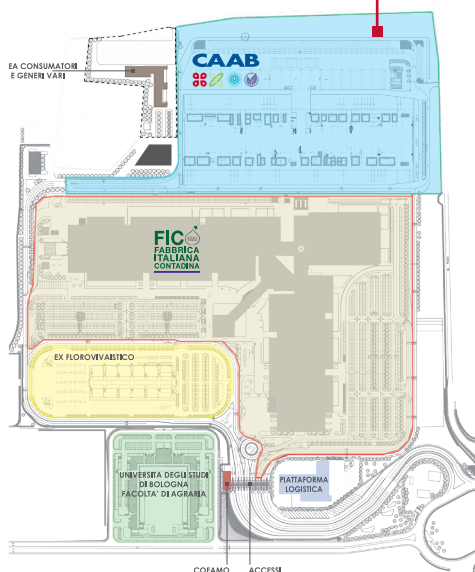 CAAB
EA CONSUMATORI
E GENERI VARI
FICO
FABBRICA
ITALIANA
CONTADINA
EX FLOROVIVAISTICO
UNIVERSITA DEGLI STUDI
DI BOLOGNA
FACOLTA' DI AGRARIA
PIATTAFORMA
LOGISTICA
COFAMO
ACCESSI